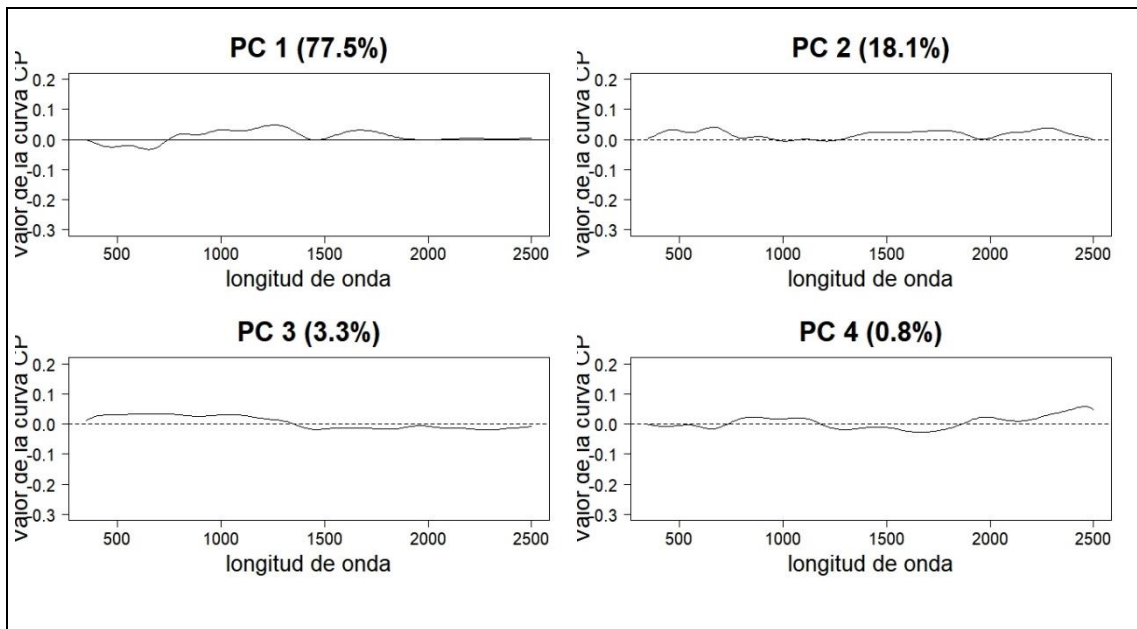 PC 1 (77.5%)
Valor de la curva CP
0.2
0.1
0.0
-0.1
-0.2
-0.3
500 1000 1500 2000 2500
longitud de onda
PC 2 (18.1%)
Valor de la curva CP
0.2
0.1
0.0
-0.1
-0.2
-0.3
500 1000 1500 2000 2500
longitud de onda
PC 3 (3.3%)
Valor de la curva CP
0.2
0.1
0.0
-0.1
-0.2
-0.3
500 1000 1500 2000 2500
longitud de onda
PC 4 (0.8%)
Valor de la curva CP
0.2
0.1
0.0
-0.1
-0.2
-0.3
500 1000 1500 2000 2500
longitud de onda